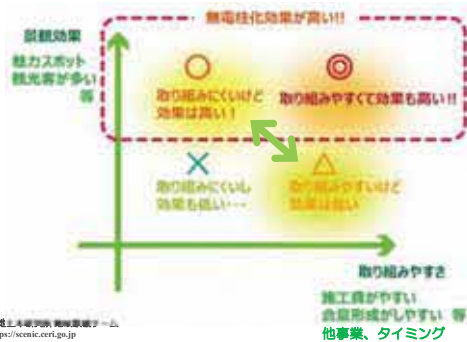 無電柱化効果が高い!!
景観効果
魅力スポット
観光客が多い
等
○
◎
取り組みにくいけど
効果は高い！
取り組みやすくて効果も高い!!
×
△
取り組みにくいし
効果も低い…
取り組みやすいけど
効果は低い
取り組みやすさ
施工員がやすい
合意形成がしやすい 等
他事業、タイミング
ps://scenic.ceri.go.jp